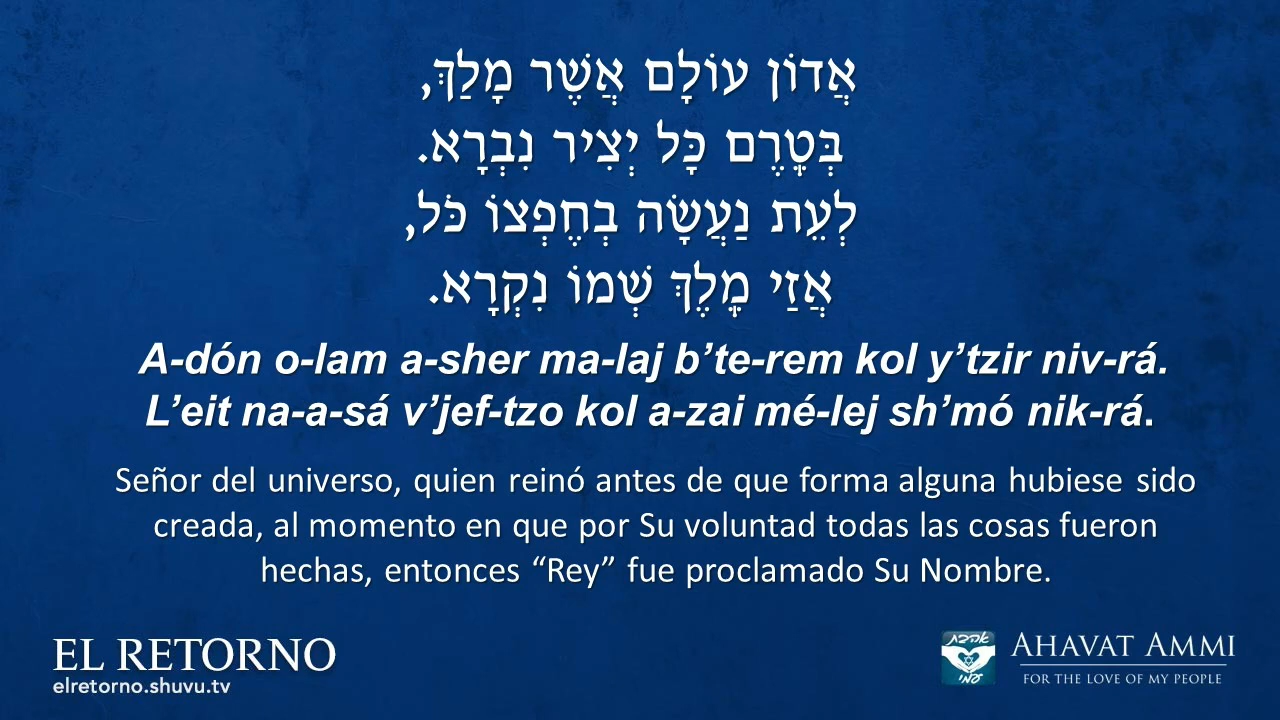 אֲדוֹן עוֹלָם אֲשֶׁר מָלַךְ,
בְּטֶֽרֶם כָּל יְצִיר נִבְרָא.
לְעֵת נַעֲשָׂה בְחֶפְצוֹ כֹּל,
אֲזַי מֶֽלֶךְ שְׁמוֹ נִקְרָא.
A-dón o-lam a-sher ma-laj b’te-rem kol y’tzir niv-rá.
L’eit na-a-sá v’jef-tzo kol a-zai mé-lej sh’mó nik-rá.
Señor del universo, quien reinó antes de que forma alguna hubiese sido
creada, al momento en que por Su voluntad todas las cosas fueron
hechas, entonces “Rey” fue proclamado Su Nombre.
EL RETORNO
elretorno.shuvu.tv
אהבת
עמי
AHAVAT AMMI
FOR THE LOVE OF MY PEOPLE